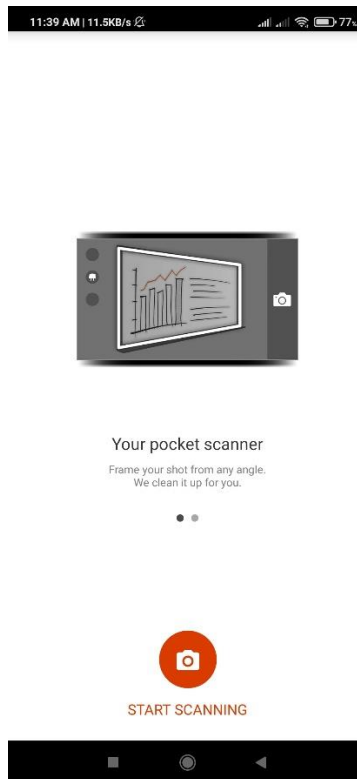 11:39 AM | 11.5KB/s
77%
Your pocket scanner
Frame your shot from any angle.
We clean it up for you.
START SCANNING